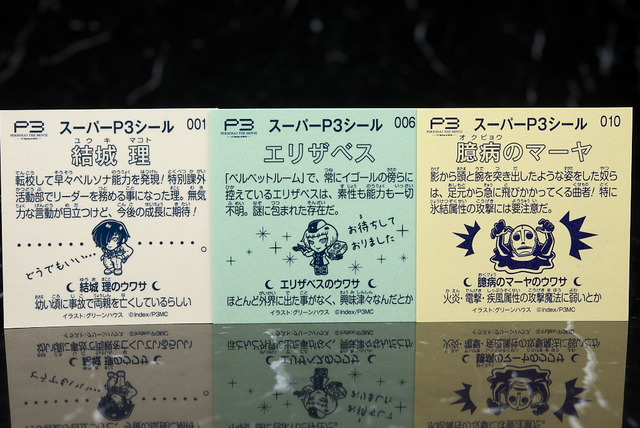 P3
PERSONA3 THE MOVIE
スーパーP3シール 001
ユウキ マコト
結城 理
転校して早々ペルソナ能力を発現！特別課外
活動部でリーダーを務める事になった理。無気
力な言動が目立つけど、今後の成長に期待！
どうでもいい…
結城 理のウワサ
幼い頃に事故で両親を亡くしているらしい
イラスト：グリーンハウス ©Index/P3MC
P3
PERSONA3 THE MOVIE
スーパーP3シール 006
エリザベス
「ベルベットルーム」で、常にイゴールの傍らに
控えているエリザベスは、素性も能力も一切
不明。謎に包まれた存在だ。
お待ちして
おりました
エリザベスのウワサ
ほとんど外界に出た事がなく、興味津々なんだとか
イラスト：グリーンハウス ©Index/P3MC
P3
PERSONA3 THE MOVIE
スーパーP3シール 010
オクビョウ
臆病のマーヤ
影から頭と腕を突き出したような姿をした奴ら
は、足元から急に飛びかかってくる曲者！特に
氷結属性の攻撃には要注意だ。
臆病のマーヤのウワサ
火炎・電撃・疾風属性の攻撃魔法に弱いとか
イラスト：グリーンハウス ©Index/P3MC